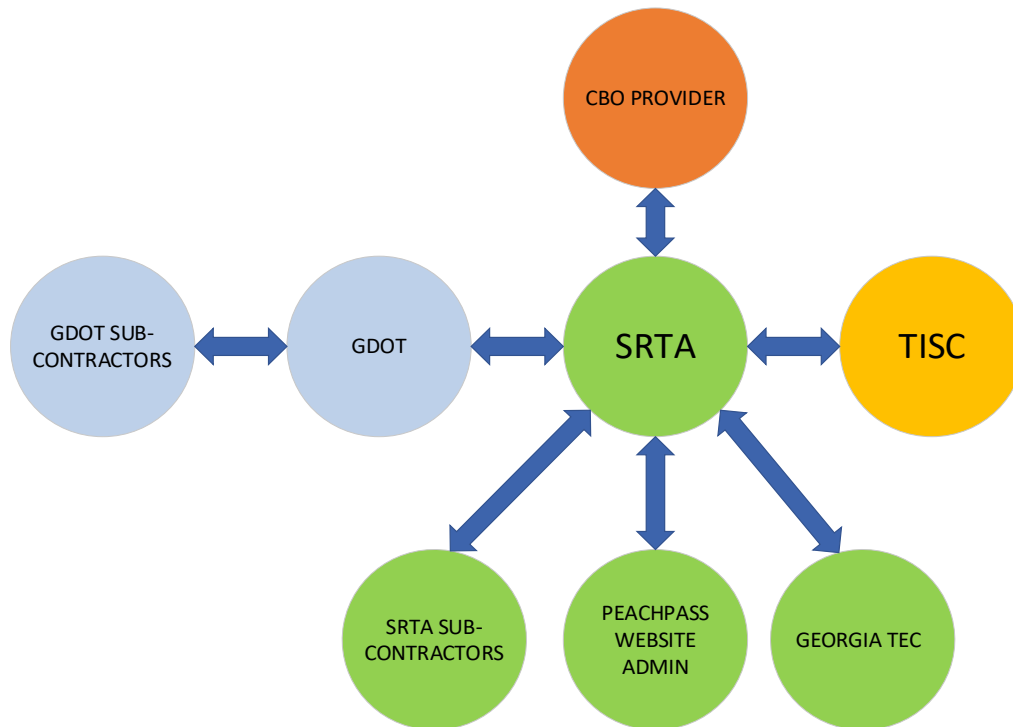 CBO PROVIDER
GDOT SUB-
CONTRACTORS
GDOT
SRTA
TISC
SRTA SUB-
CONTRACTORS
PEACHPASS
WEBSITE
ADMIN
GEORGIA TEC